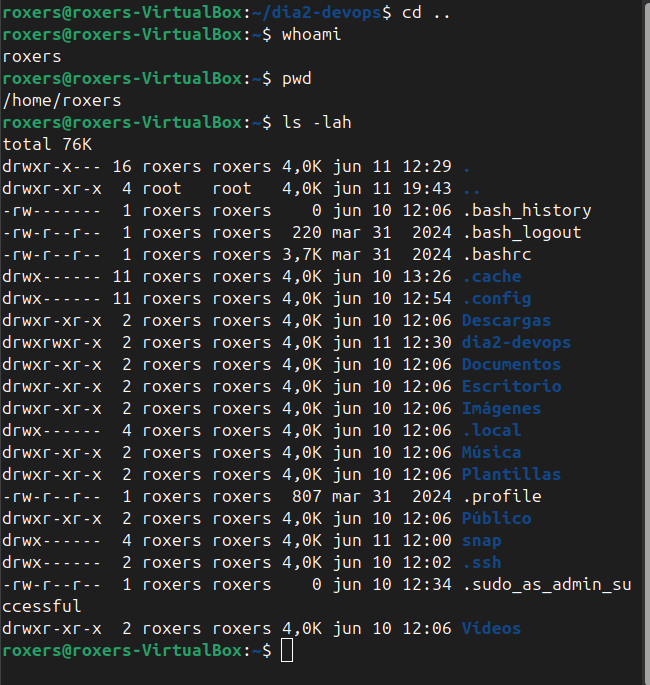 roxers@roxers-VirtualBox:~/dia2-devops$ cd ..
roxers@roxers-VirtualBox:~$ whoami
roxers
roxers@roxers-VirtualBox:~$ pwd
/home/roxers
roxers@roxers-VirtualBox:~$ ls -lah
total 76K
drwxr-x--- 16 roxers roxers 4,0K jun 11 12:29 .
drwxr-xr-x  4 root   root   4,0K jun 11 19:43 ..
-rw-------  1 roxers roxers    0 jun 10 12:06 .bash_history
-rw-r--r--  1 roxers roxers  220 mar 31  2024 .bash_logout
-rw-r--r--  1 roxers roxers 3,7K mar 31  2024 .bashrc
drwx------ 11 roxers roxers 4,0K jun 10 13:26 .cache
drwx------ 11 roxers roxers 4,0K jun 10 12:54 .config
drwxr-xr-x  2 roxers roxers 4,0K jun 10 12:06 Descargas
drwxrwxr-x  2 roxers roxers 4,0K jun 11 12:30 dia2-devops
drwxr-xr-x  2 roxers roxers 4,0K jun 10 12:06 Documentos
drwxr-xr-x  2 roxers roxers 4,0K jun 10 12:06 Escritorio
drwxr-xr-x  2 roxers roxers 4,0K jun 10 12:06 Imágenes
drwx------  4 roxers roxers 4,0K jun 10 12:06 .local
drwxr-xr-x  2 roxers roxers 4,0K jun 10 12:06 Música
drwxr-xr-x  2 roxers roxers 4,0K jun 10 12:06 Plantillas
-rw-r--r--  1 roxers roxers  807 mar 31  2024 .profile
drwxr-xr-x  2 roxers roxers 4,0K jun 10 12:06 Público
drwx------  4 roxers roxers 4,0K jun 11 12:00 snap
drwx------  2 roxers roxers 4,0K jun 10 12:02 .ssh
-rw-r--r--  1 roxers roxers    0 jun 10 12:34 .sudo_as_admin_su
ccessful
drwxr-xr-x  2 roxers roxers 4,0K jun 10 12:06 Vídeos
roxers@roxers-VirtualBox:~$